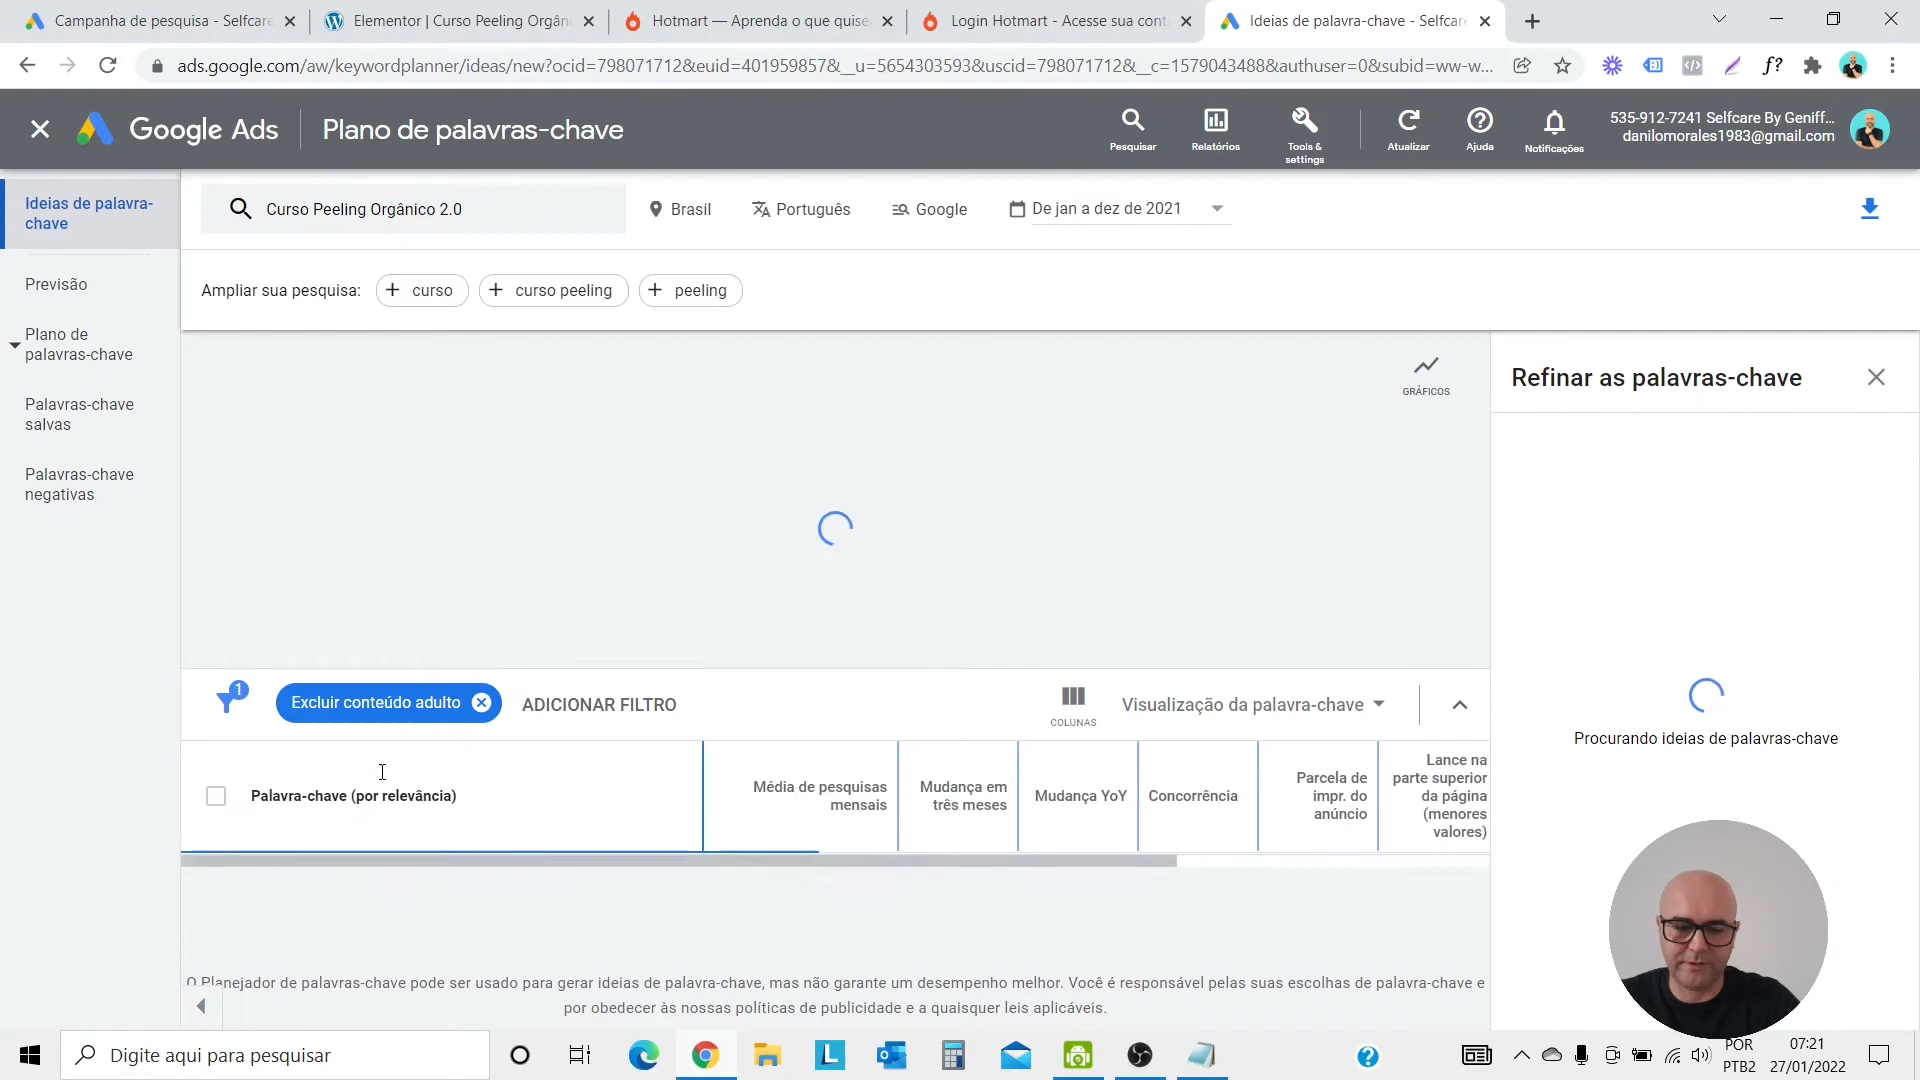 Campanha de pesquisa - Selfcare
Elementor | Curso Peeling Orgân
Hotmart — Aprenda o que quise
Login Hotmart - Acesse sua cont
Ideias de palavra-chave - Selfcare
ads.google.com/aw/keywordplanner/ideas/new?ocid=798071712&euid=401959857&__u=5654303593&uscid=798071712&__c=1579043488&authuser=0&subid=ww-w...
f?
Google Ads
Plano de palavras-chave
Pesquisar
Relatórios
Tools &
settings
Atualizar
Ajuda
Notificações
535-912-7241 Selfcare By Geniff...
danilomorales1983@gmail.com
Ideias de palavra-
chave
Previsão
Plano de
palavras-chave
Palavras-chave
salvas
Palavras-chave
negativas
Curso Peeling Orgânico 2.0
Brasil
Português
Google
De jan a dez de 2021
Ampliar sua pesquisa:
+ curso
+ curso peeling
+ peeling
GRÁFICOS
Refinar as palavras-chave
Procurando ideias de palavras-chave
1
Excluir conteúdo adulto
ADICIONAR FILTRO
COLUNAS
Visualização da palavra-chave
Palavra-chave (por relevância)
Média de pesquisas
mensais
Mudança em
três meses
Mudança YoY
Concorrência
Parcela de
impr. do
anúncio
Lance na
parte superior
da página
(menores
valores)
O Planejador de palavras-chave pode ser usado para gerar ideias de palavra-chave, mas não garante um desempenho melhor. Você é responsável pelas suas escolhas de palavra-chave e
por obedecer às nossas políticas de publicidade e a quaisquer leis aplicáveis.
Digite aqui para pesquisar
L
POR
PTB2
07:21
27/01/2022